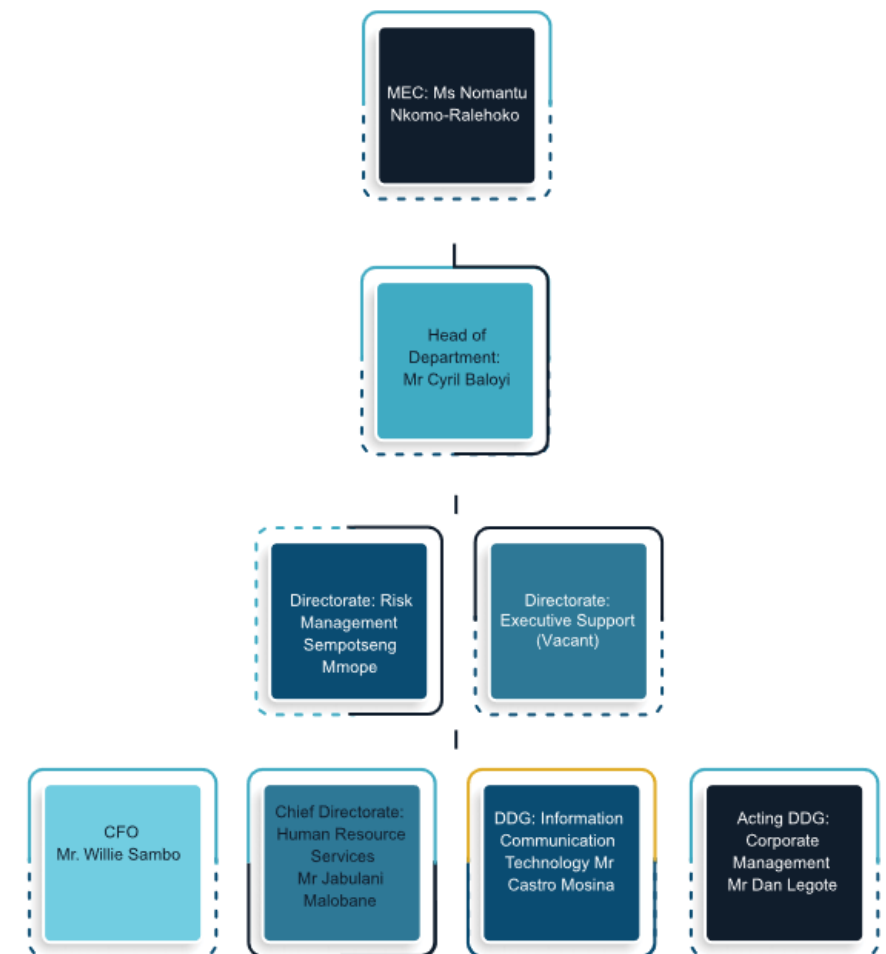 MEC: Ms Nomantu
Nkomo-Ralehoko
Head of
Department:
Mr Cyril Baloyi
Directorate: Risk
Management
Sempotseng
Mmope
Directorate:
Executive Support
(Vacant)
CFO
Mr. Willie Sambo
Chief Directorate:
Human Resource
Services
Mr Jabulani
Malobane
DDG: Information
Communication
Technology Mr
Castro Mosina
Acting DDG:
Corporate
Management
Mr Dan Legote